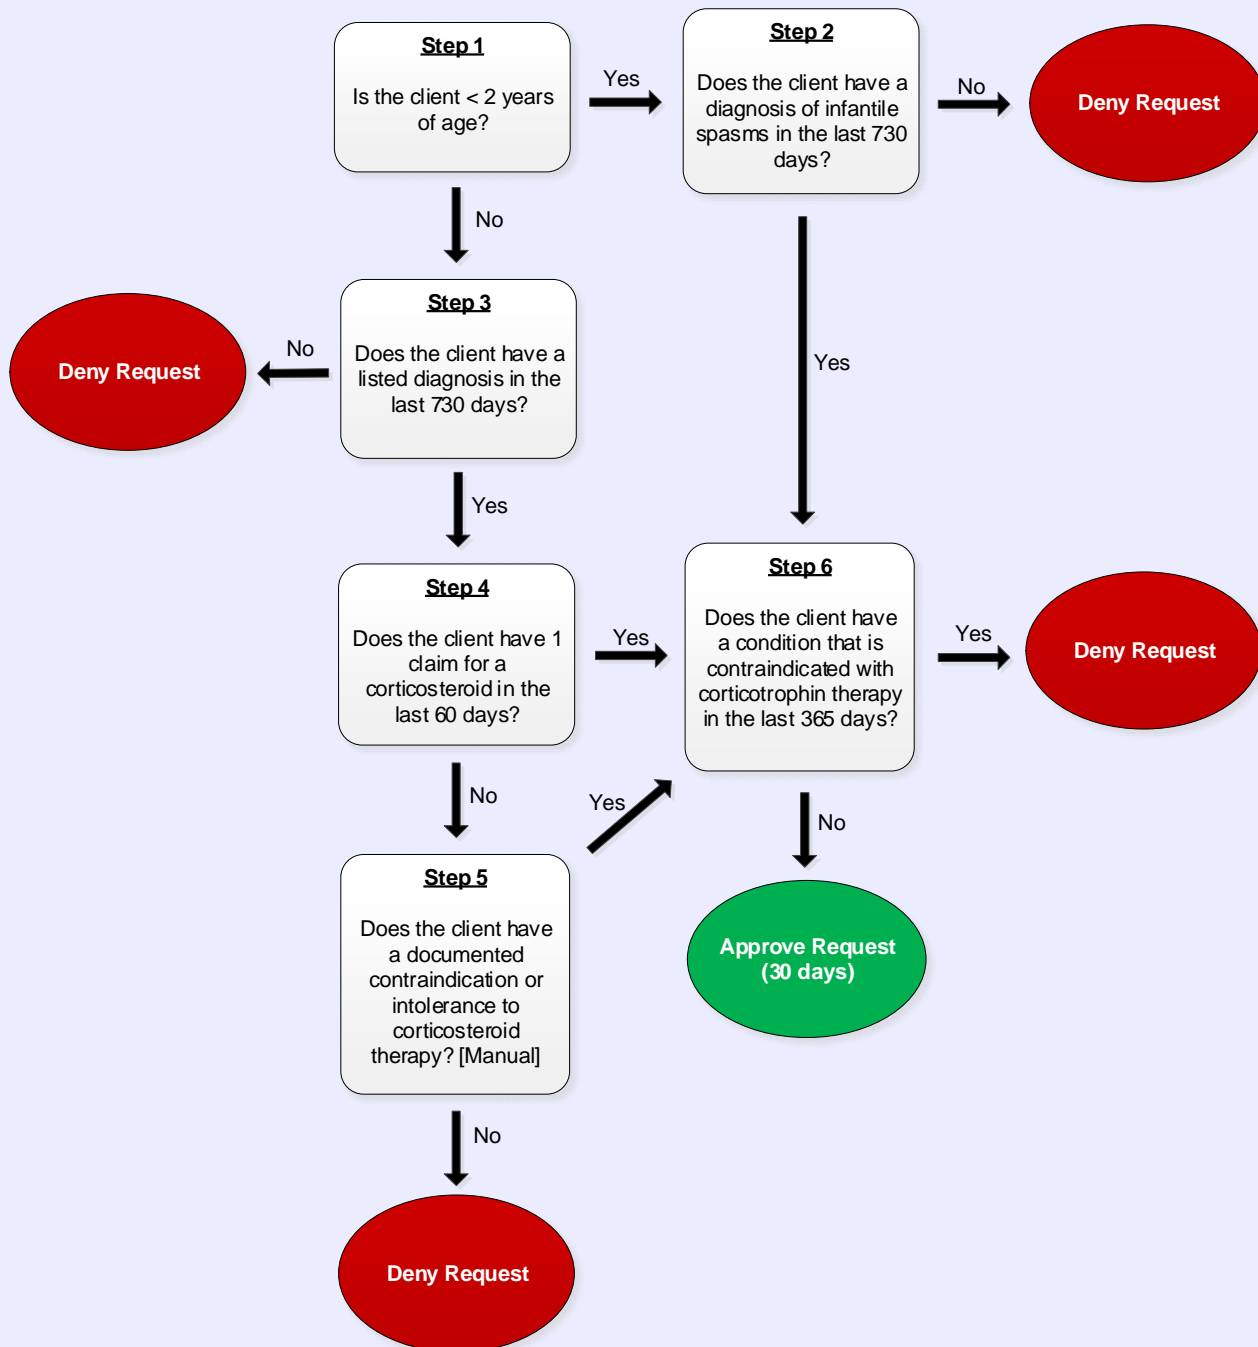 Step 1
Is the client < 2 years
of age?
Yes
Step 2
Does the client have a
diagnosis of infantile
spasms in the last 730
days?
No
Deny Request
No
Yes
Step 3
Does the client have a
listed diagnosis in the
last 730 days?
No
Deny Request
Yes
Step 4
Does the client have 1
claim for a
corticosteroid in the
last 60 days?
Yes
Step 6
Does the client have
a condition that is
contraindicated with
corticotrophin therapy
in the last 365 days?
Yes
Deny Request
No
Yes
No
Step 5
Does the client have
a documented
contraindication or
intolerance to
corticosteroid
therapy? [Manual]
Approve Request
(30 days)
No
Deny Request